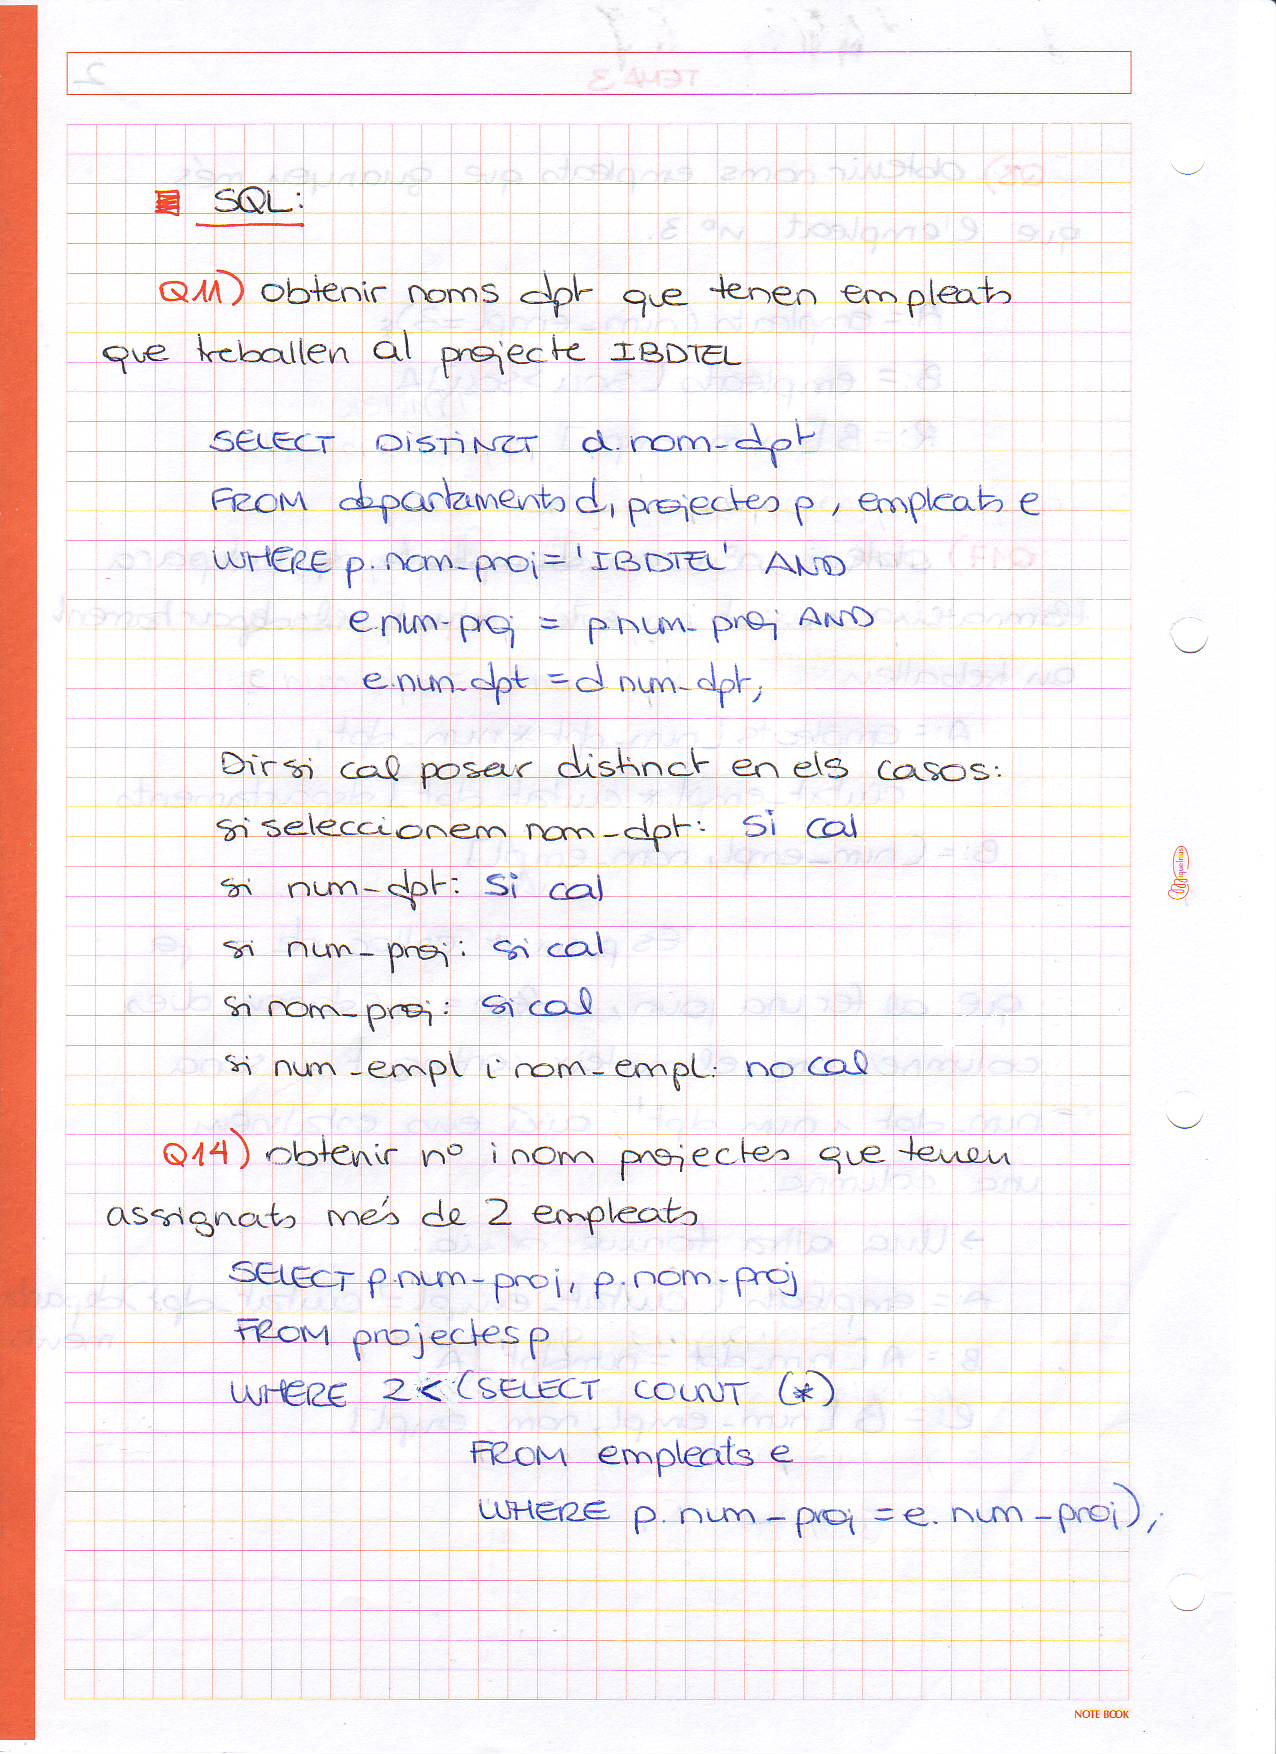 SQL:
Q11) obtenir noms dpt que tenen empleats
que treballen al projecte IBDTEL
SELECT DISTINCT d.nom-dpt
FROM departaments d, projectes p, empleats e
WHERE p.nom-proj = 'IBDTEL' AND
e.num-proj = p.num-proj AND
e.num-dpt = d num-dpt;
Dir si cal posar distinct en els casos:
si seleccionem nom-dpt: si cal
si num-dpt: si cal
si num-proj: si cal
si nom-proj: si cal
si num-empl i nom-empl: no cal
Q14) obtenir nº i nom projectes que tenen
assignats més de 2 empleats
SELECT p.num-proj, p.nom-proj
FROM projectes p
WHERE 2 < (SELECT COUNT (*)
FROM empleats e
WHERE p.num-proj = e.num-proj);
NOTE BOOK